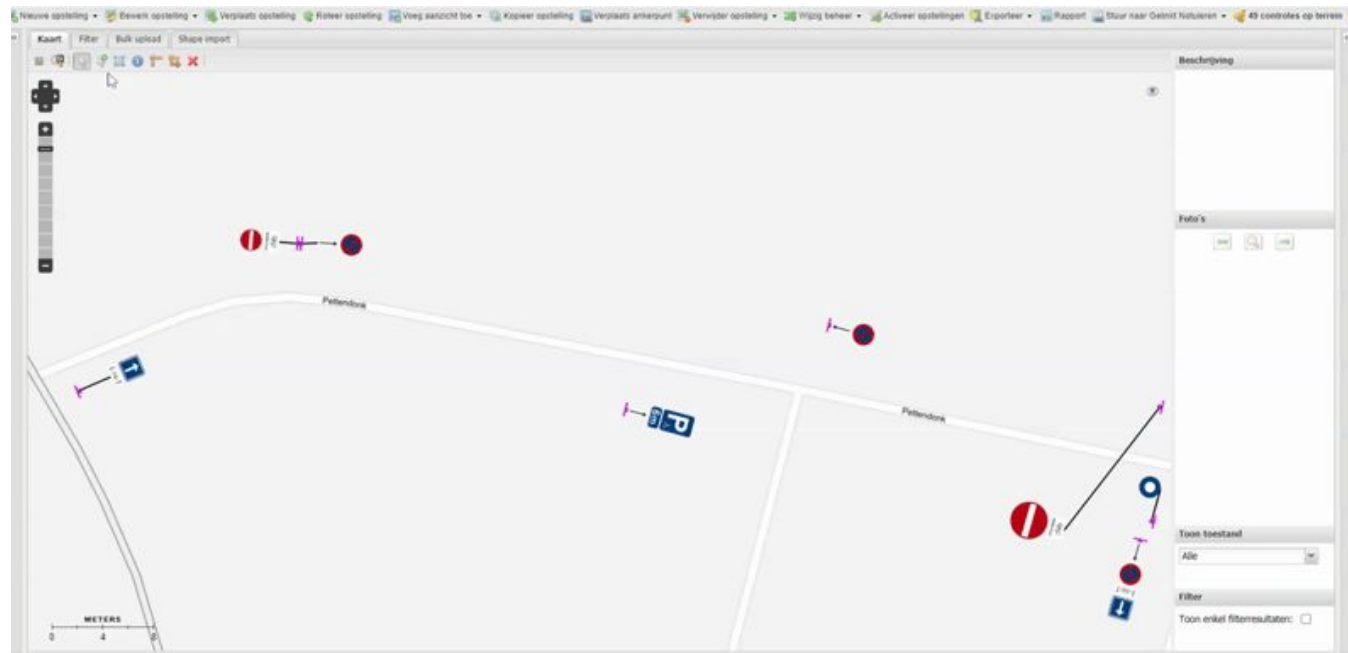 Nieuwe opstelling Bewerk opstelling Verplaats opstelling Roteer opstelling Voeg aanzicht toe Kopieer opstelling Verplaats ankerpunt Verwijder opstelling Wijzig beheer Activeer opstellingen Exporteer Rapport Stuur naar Getmit Notuleren 49 controles op terrein
Kaart Filter Bulk upload Shape import
Beschrijving
Foto's
Pettendonk
P
Pettendonk
Toon toestand
Alle
Filter
METERS
Toon enkel filterresultaten:
0 4 8